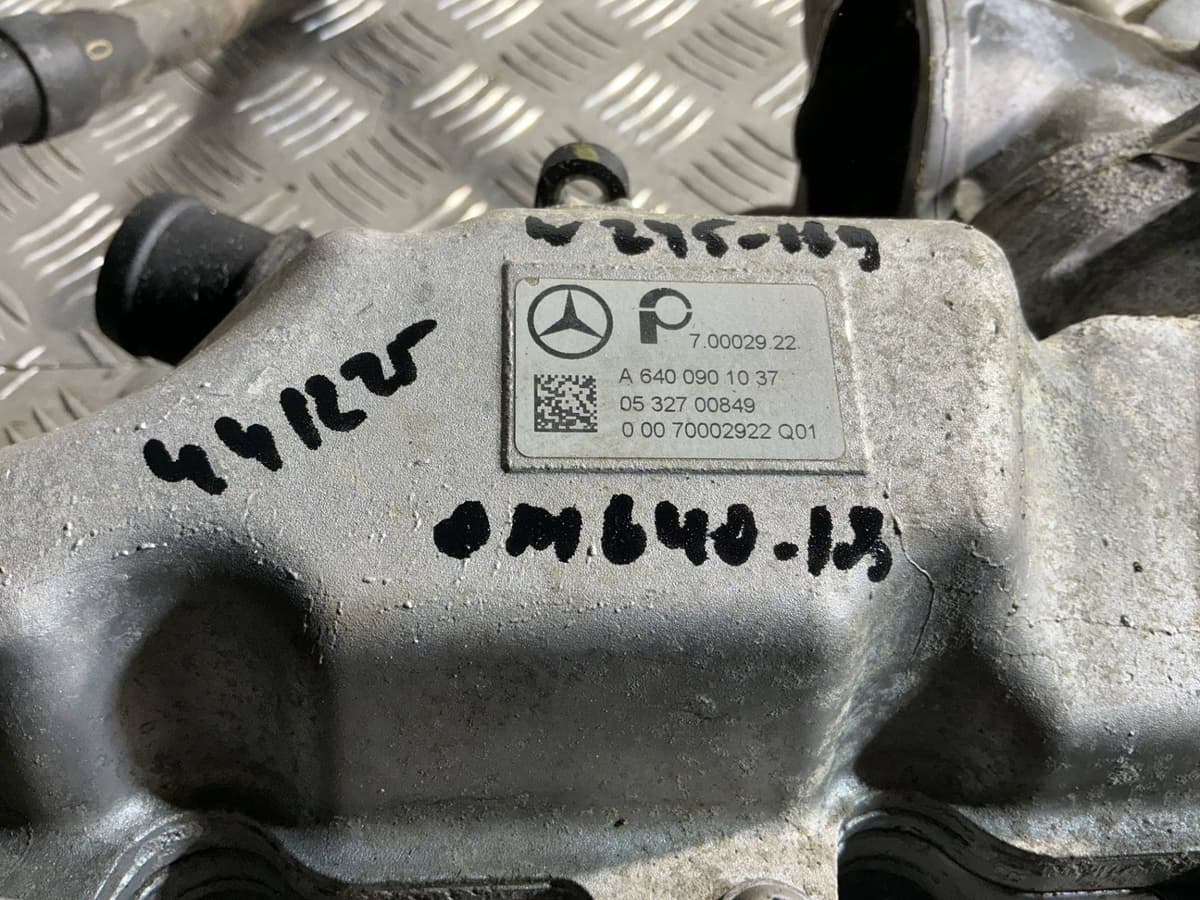 0
W245-119
7.00029.22.
A 640 090 10 37
05 327 00849
0 00 70002922 Q01
44125
OM640-18